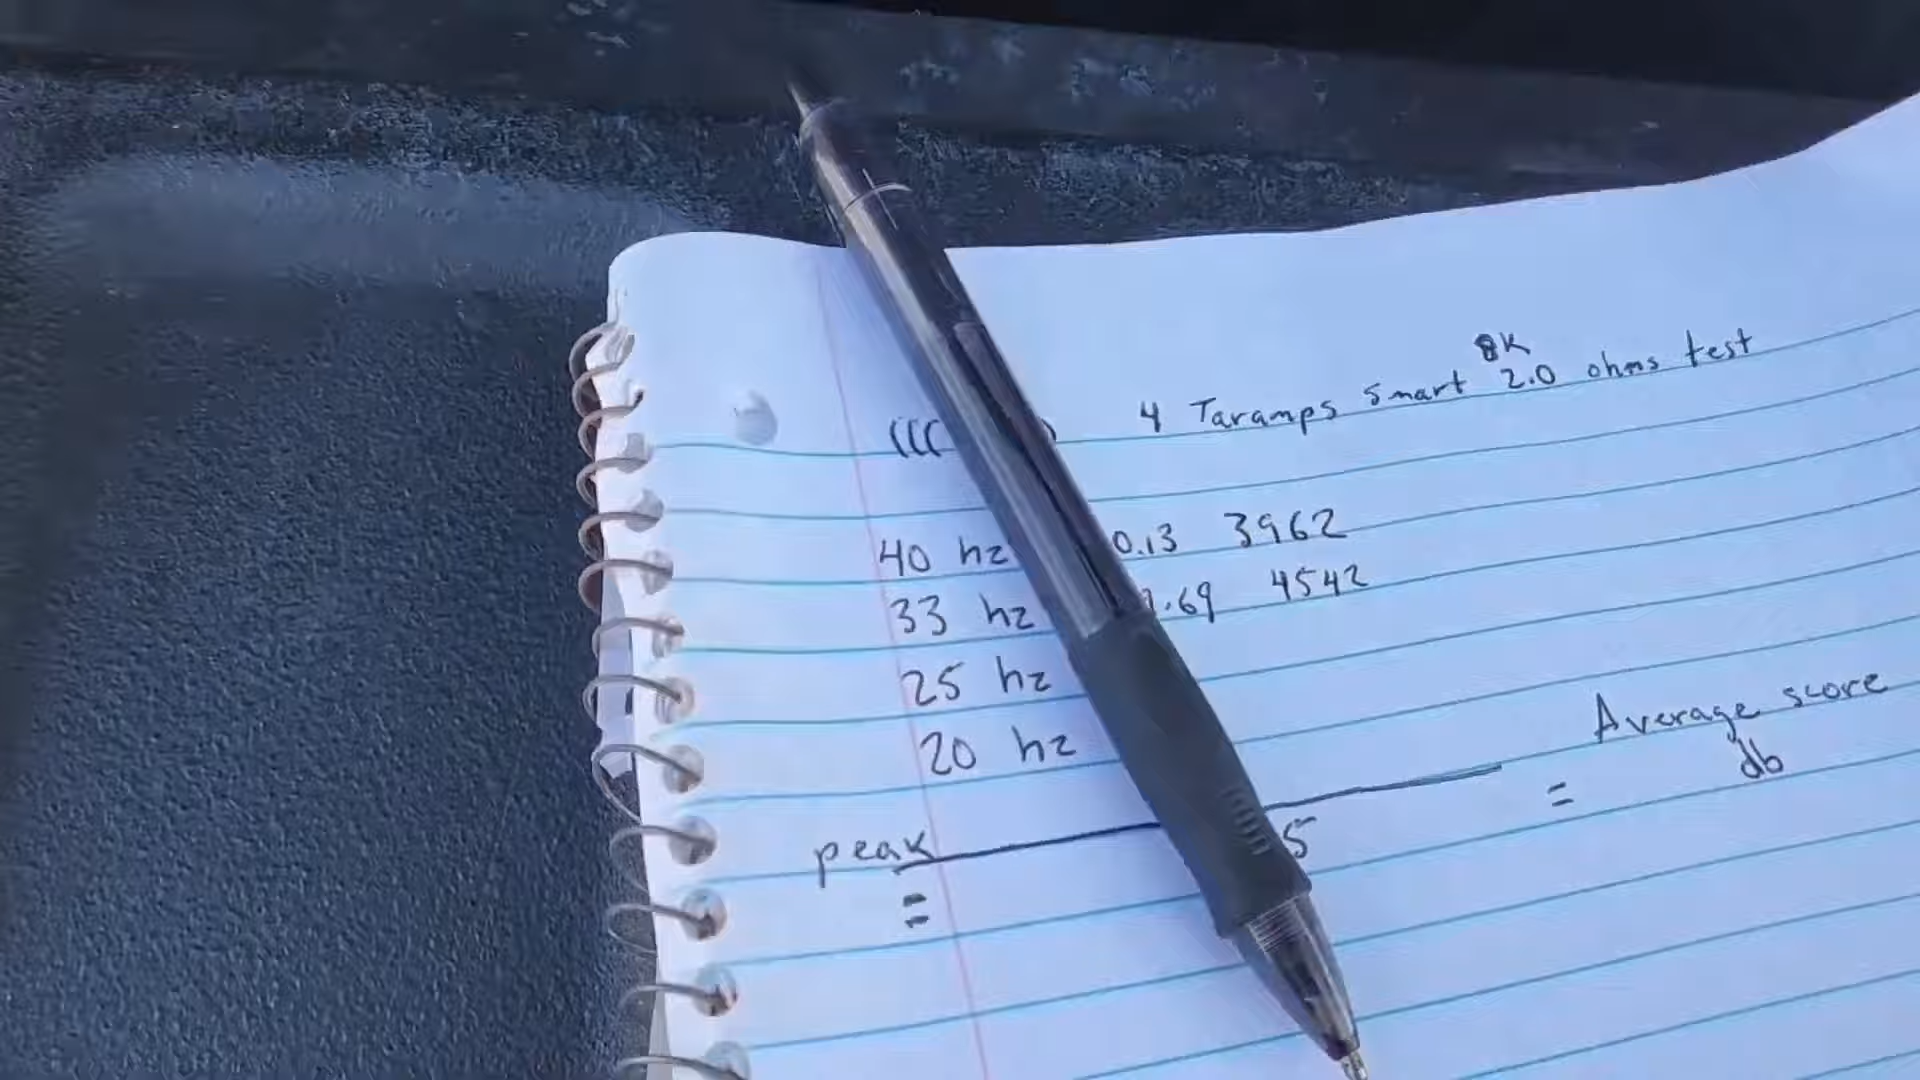 8K
((( ) 4 Taramps smart 2.0 ohms test
40 hz 0.13 3962
33 hz .69 4542
25 hz
20 hz
Average score
peak 5 = db
=